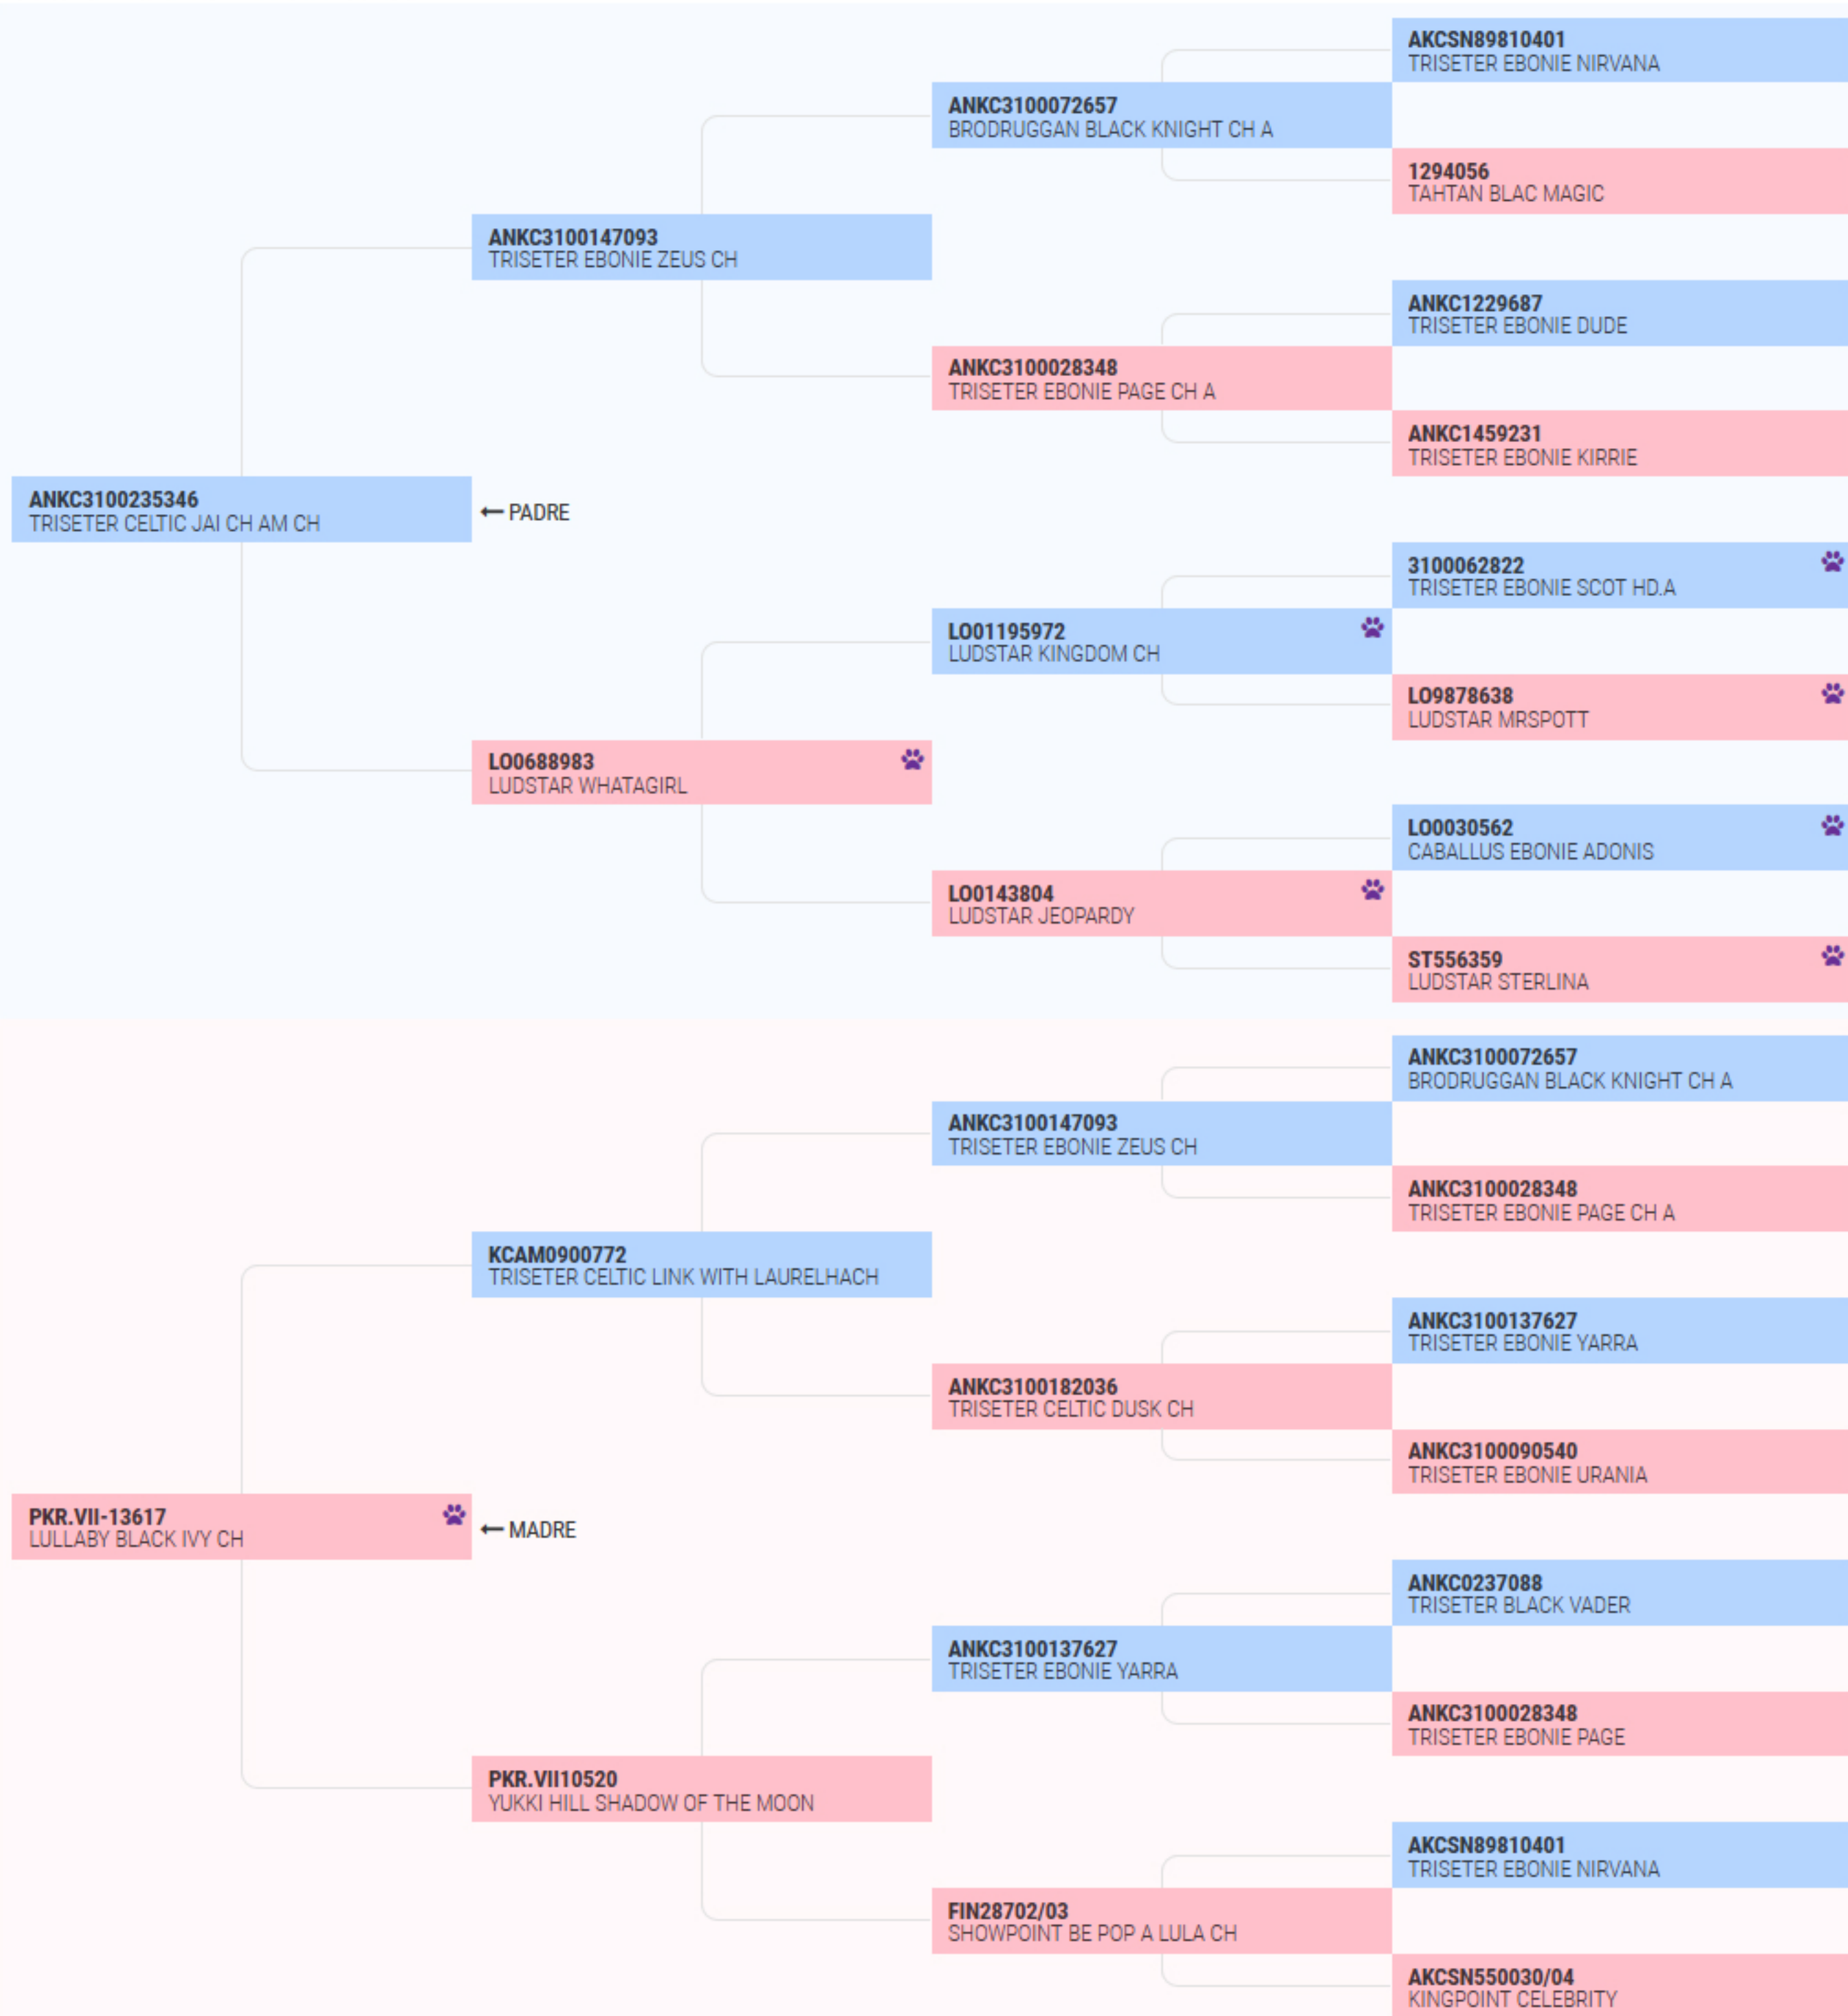 AKCSN89810401
TRISETER EBONIE NIRVANA
ANKC3100072657
BRODRUGGAN BLACK KNIGHT CH A
1294056
TAHTAN BLAC MAGIC
ANKC3100147093
TRISETER EBONIE ZEUS CH
ANKC1229687
TRISETER EBONIE DUDE
ANKC3100028348
TRISETER EBONIE PAGE CH A
ANKC1459231
TRISETER EBONIE KIRRIE
ANKC3100235346
TRISETER CELTIC JAI CH AM CH
← PADRE
3100062822
TRISETER EBONIE SCOT HD.A
LO01195972
LUDSTAR KINGDOM CH
LO9878638
LUDSTAR MRSPOTT
LO0688983
LUDSTAR WHATAGIRL
LO0030562
CABALLUS EBONIE ADONIS
LO0143804
LUDSTAR JEOPARDY
ST556359
LUDSTAR STERLINA
ANKC3100072657
BRODRUGGAN BLACK KNIGHT CH A
ANKC3100147093
TRISETER EBONIE ZEUS CH
ANKC3100028348
TRISETER EBONIE PAGE CH A
KCAM0900772
TRISETER CELTIC LINK WITH LAURELHACH
ANKC3100137627
TRISETER EBONIE YARRA
ANKC3100182036
TRISETER CELTIC DUSK CH
ANKC3100090540
TRISETER EBONIE URANIA
PKR.VII-13617
LULLABY BLACK IVY CH
← MADRE
ANKC0237088
TRISETER BLACK VADER
ANKC3100137627
TRISETER EBONIE YARRA
ANKC3100028348
TRISETER EBONIE PAGE
PKR.VII10520
YUKKI HILL SHADOW OF THE MOON
AKCSN89810401
TRISETER EBONIE NIRVANA
FIN28702/03
SHOWPOINT BE POP A LULA CH
AKCSN550030/04
KINGPOINT CELEBRITY